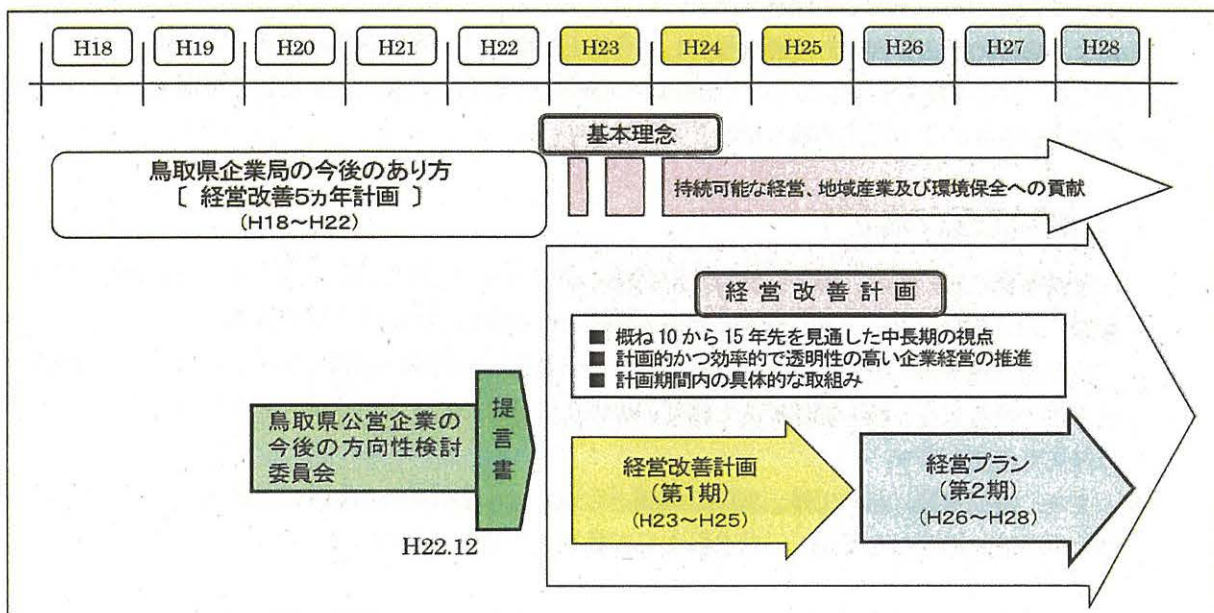 H18 H19 H20 H21 H22 H23 H24 H25 H26 H27 H28
基本理念
鳥取県企業局の今後のあり方
〔 経営改善5ヵ年計画 〕
(H18～H22)
持続可能な経営、地域産業及び環境保全への貢献
経営改善計画
■ 概ね10から15年先を見通した中長期の視点
■ 計画的かつ効率的で透明性の高い企業経営の推進
■ 計画期間内の具体的な取組み
鳥取県公営企業の
今後の方向性検討
委員会
提言書
H22.12
経営改善計画
(第1期)
(H23～H25)
経営プラン
(第2期)
(H26～H28)